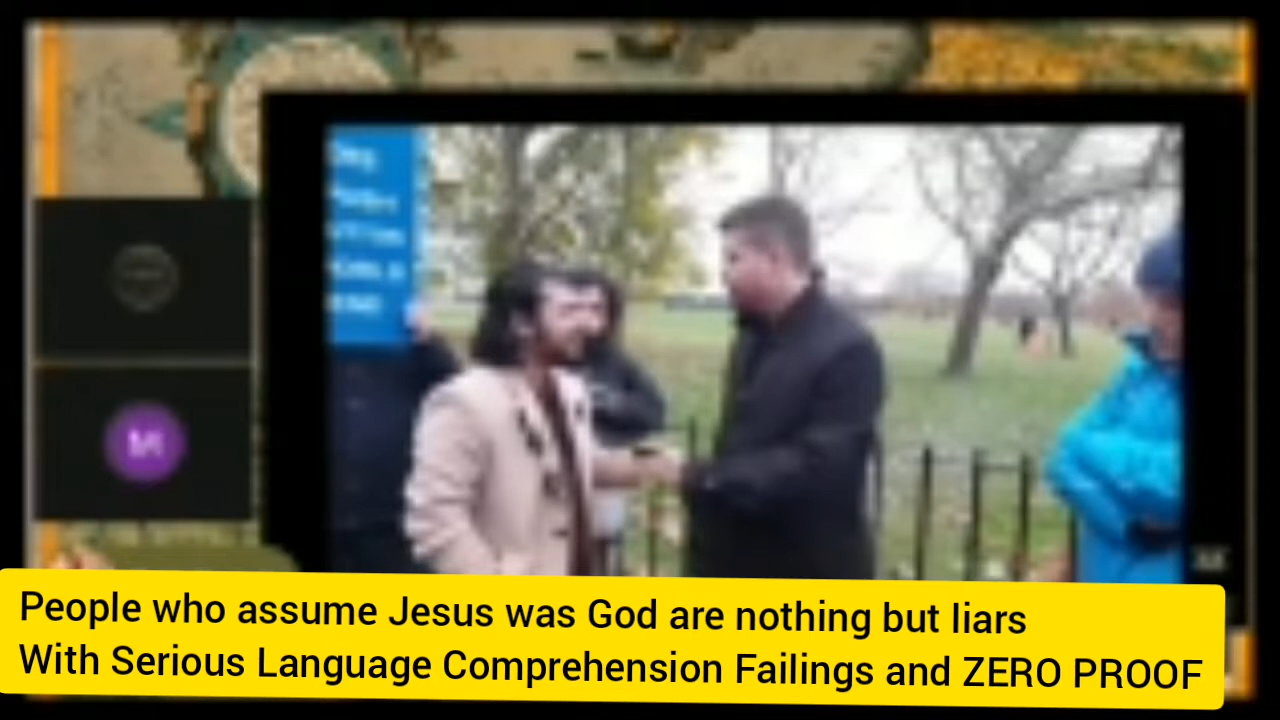 People who assume Jesus was God are nothing but liars
With Serious Language Comprehension Failings and ZERO PROOF